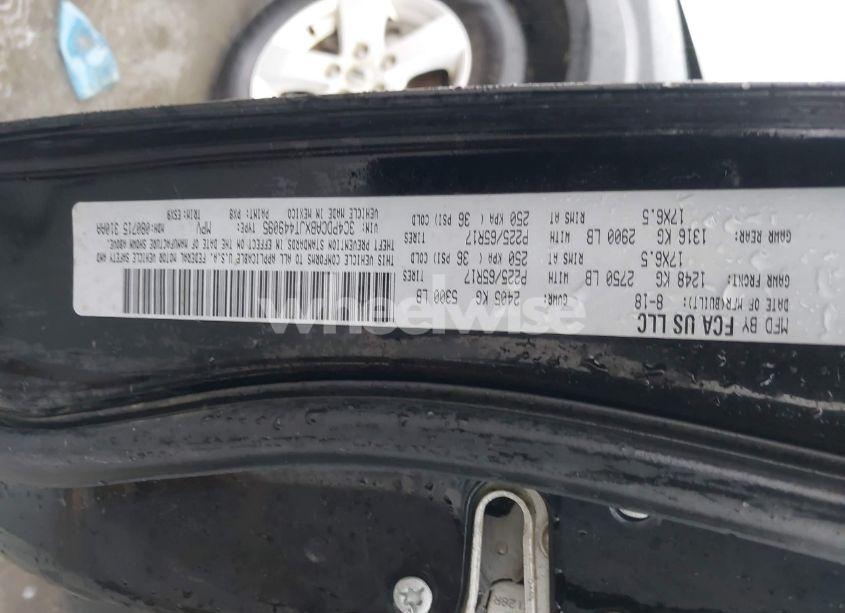 MFD BY FCA US LLC
DATE OF MFR(BUILT): 8-18 GVWR: 2405 KG 5300 LB
GAWR FRONT: WITH TIRES
1248 KG 2750 LB P225/65R17
RIMS AT
17X6.5 250 KPA ( 36 PSI) COLD
GAWR REAR: WITH TIRES
1316 KG 2900 LB P225/65R17
RIMS AT
17X6.5 250 KPA ( 36 PSI) COLD
THIS VEHICLE CONFORMS TO ALL APPLICABLE U.S.A. FEDERAL MOTOR VEHICLE SAFETY AND
THEFT PREVENTION STANDARDS IN EFFECT ON THE DATE OF MANUFACTURE SHOWN ABOVE.
VIN: 3C4PDCABXJT449095 TYPE: MPV MDH: 080715 310AA
VEHICLE MADE IN MEXICO PAINT: PX8 TRIM: E5X9
wheelwise